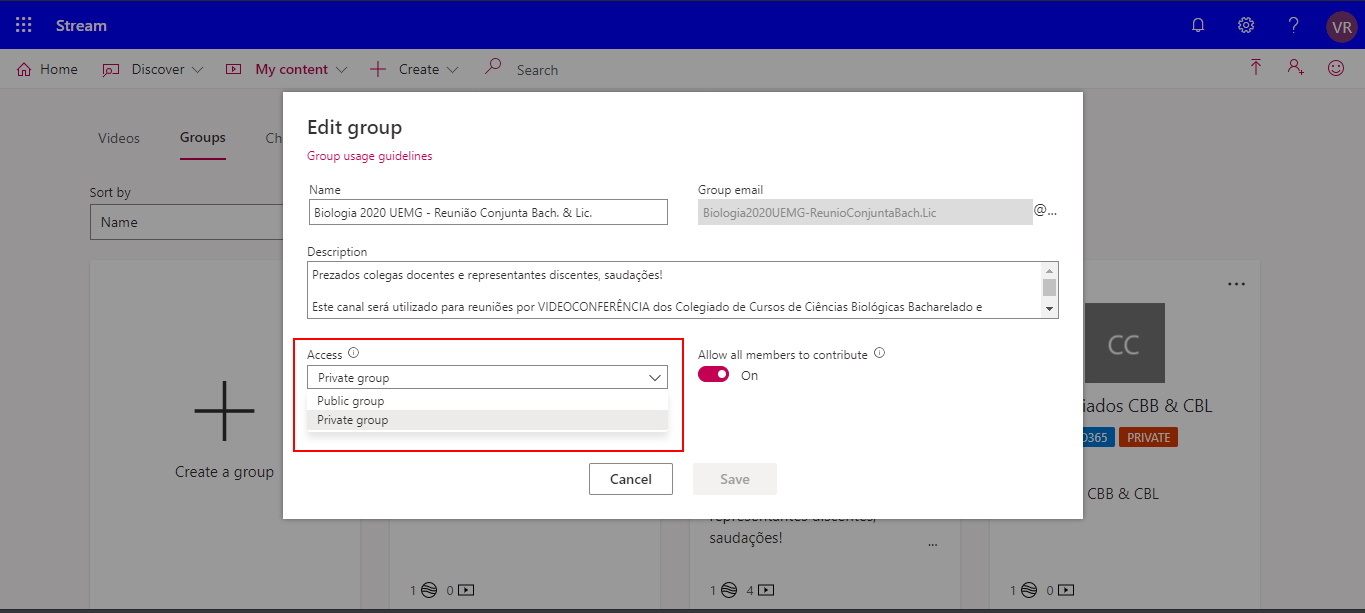 Stream
VR
Home
Discover
My content
Create
Search
Videos
Groups
Ch
Sort by
Name
Create a group
Edit group
Group usage guidelines
Name
Biologia 2020 UEMG - Reunião Conjunta Bach. & Lic.
Group email
Biologia2020UEMG-ReunioConjuntaBach.Lic
@...
Description
Prezados colegas docentes e representantes discentes, saudações!
Este canal será utilizado para reuniões por VIDEOCONFERÊNCIA dos Colegiado de Cursos de Ciências Biológicas Bacharelado e
Access
Private group
Public group
Private group
Allow all members to contribute
On
Cancel
Save
CC
iados CBB & CBL
O365
PRIVATE
CBB & CBL
representantes discentes,
saudações!
...
1 0
1 4
1 0